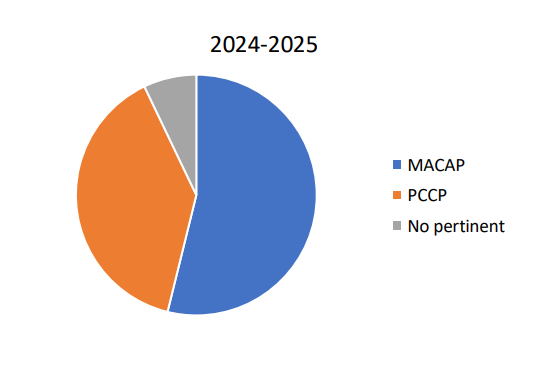 2024-2025
MACAP
PCCP
No pertinent